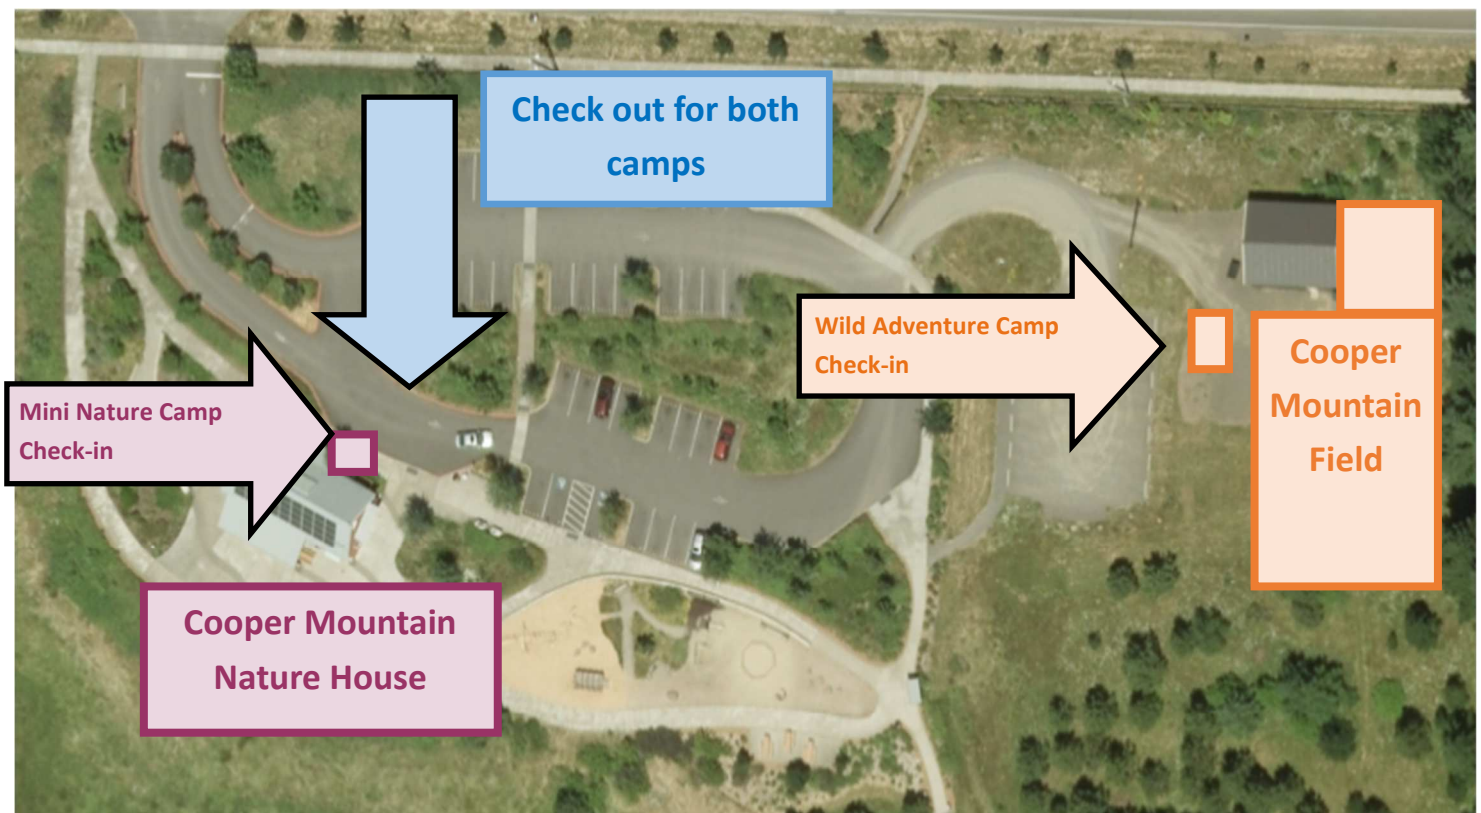 Check out for both
camps
Wild Adventure Camp
Check-in
Cooper
Mountain
Field
Mini Nature Camp
Check-in
Cooper Mountain
Nature House